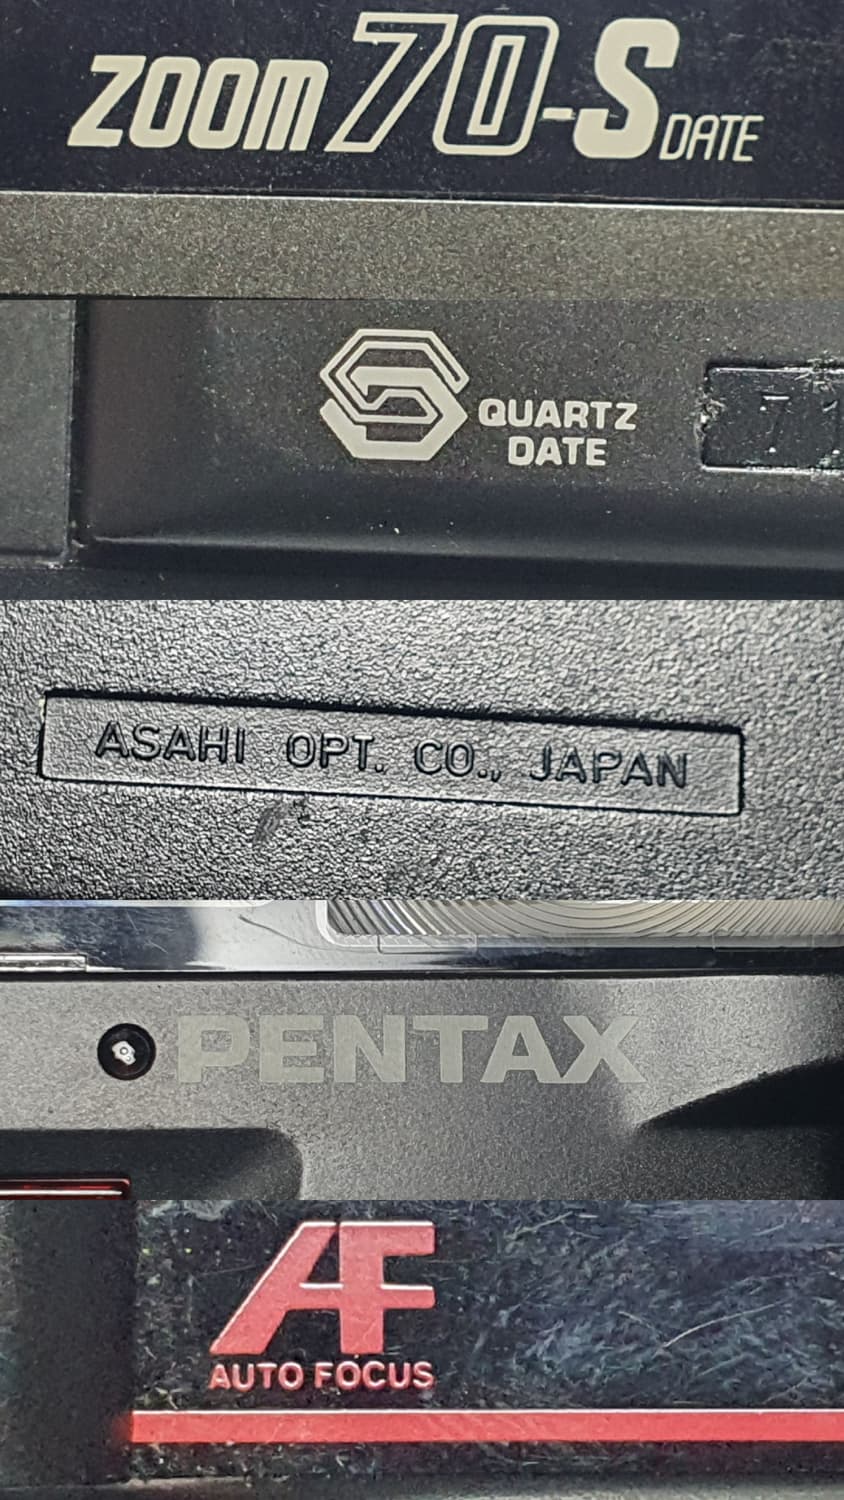 ZOOM 70-S DATE
QUARTZ
DATE
ASAHI OPT. CO., JAPAN
PENTAX
AF
AUTO FOCUS